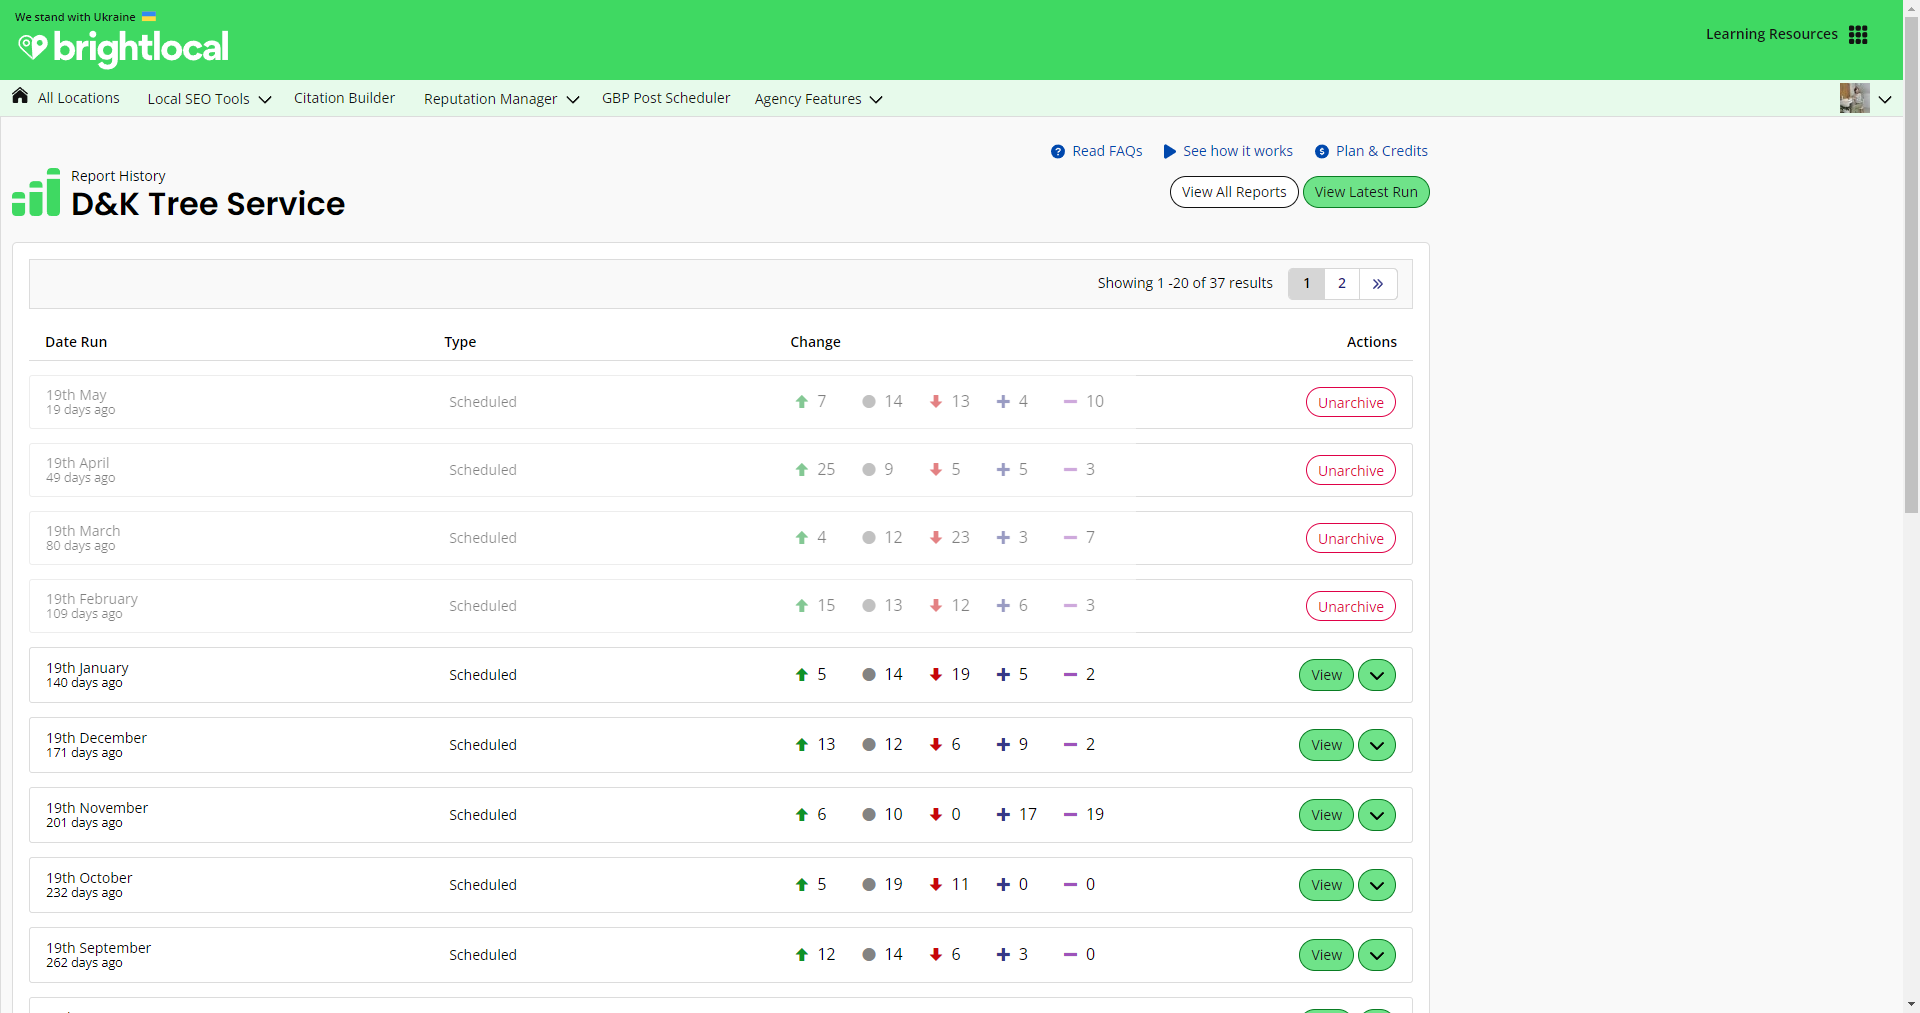 We stand with Ukraine
brightlocal
Learning Resources
All Locations Local SEO Tools Citation Builder Reputation Manager GBP Post Scheduler Agency Features
Read FAQs See how it works Plan & Credits
Report History
D&K Tree Service
View All Reports View Latest Run
Showing 1 -20 of 37 results 1 2 »
Date Run Type Change Actions
19th May
19 days ago
Scheduled 7 14 13 4 10 Unarchive
19th April
49 days ago
Scheduled 25 9 5 5 3 Unarchive
19th March
80 days ago
Scheduled 4 12 23 3 7 Unarchive
19th February
109 days ago
Scheduled 15 13 12 6 3 Unarchive
19th January
140 days ago
Scheduled 5 14 19 5 2 View
19th December
171 days ago
Scheduled 13 12 6 9 2 View
19th November
201 days ago
Scheduled 6 10 0 17 19 View
19th October
232 days ago
Scheduled 5 19 11 0 0 View
19th September
262 days ago
Scheduled 12 14 6 3 0 View